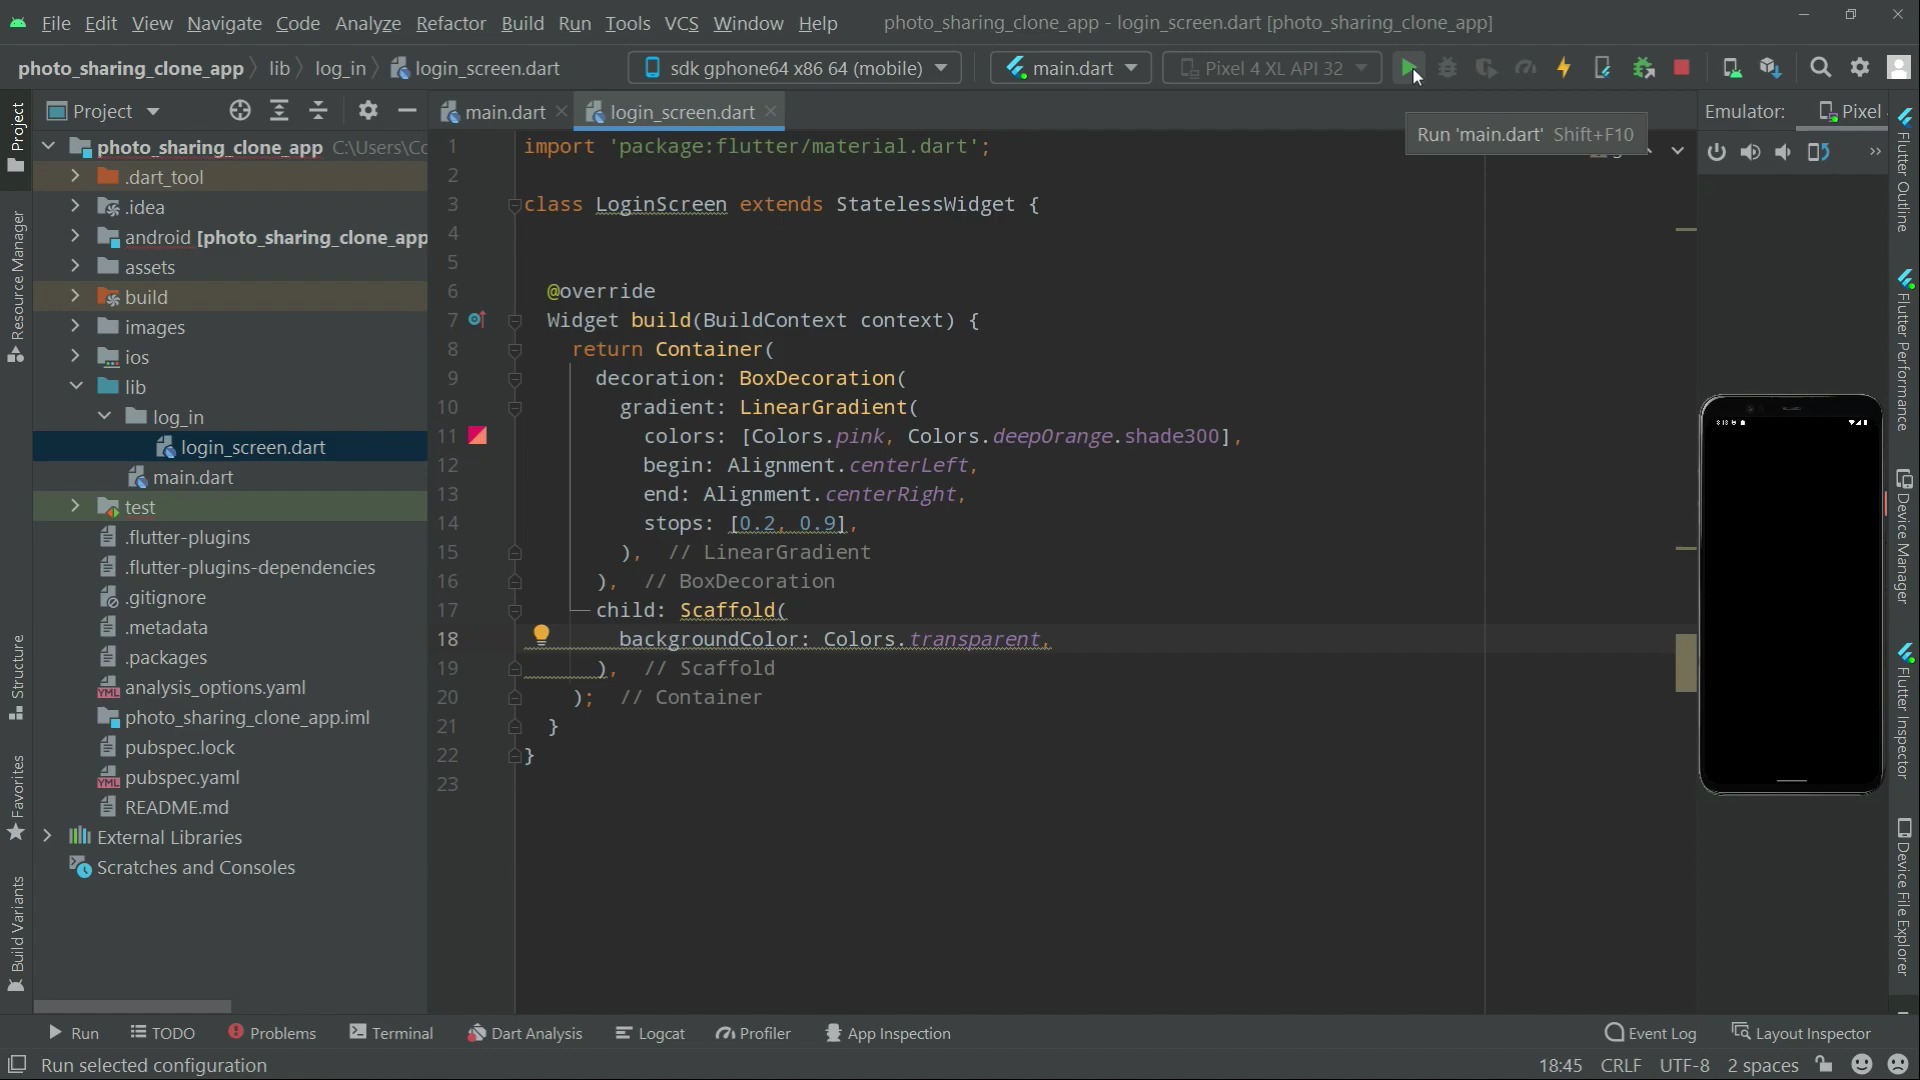 File Edit View Navigate Code Analyze Refactor Build Run Tools VCS Window Help photo_sharing_clone_app - login_screen.dart [photo_sharing_clone_app]
photo_sharing_clone_app lib log_in login_screen.dart sdk gphone64 x86 64 (mobile) main.dart Pixel 4 XL API 32
Project main.dart login_screen.dart Emulator: Pixel
Run 'main.dart' Shift+F10
photo_sharing_clone_app C:\Users\Cc
.dart_tool
.idea
android [photo_sharing_clone_app
assets
build
images
ios
lib
log_in
login_screen.dart
main.dart
test
.flutter-plugins
.flutter-plugins-dependencies
.gitignore
.metadata
.packages
analysis_options.yaml
photo_sharing_clone_app.iml
pubspec.lock
pubspec.yaml
README.md
External Libraries
Scratches and Consoles
1 import 'package:flutter/material.dart';
2
3 class LoginScreen extends StatelessWidget {
4
5
6 @override
7 Widget build(BuildContext context) {
8 return Container(
9 decoration: BoxDecoration(
10 gradient: LinearGradient(
11 colors: [Colors.pink, Colors.deepOrange.shade300],
12 begin: Alignment.centerLeft,
13 end: Alignment.centerRight,
14 stops: [0.2, 0.9],
15 ), // LinearGradient
16 ), // BoxDecoration
17 child: Scaffold(
18 backgroundColor: Colors.transparent,
19 ), // Scaffold
20 ); // Container
21 }
22 }
23
Project
Resource Manager
Structure
Favorites
Build Variants
Flutter Outline
Flutter Performance
Device Manager
Flutter Inspector
Device File Explorer
Run TODO Problems Terminal Dart Analysis Logcat Profiler App Inspection Event Log Layout Inspector
Run selected configuration 18:45 CRLF UTF-8 2 spaces